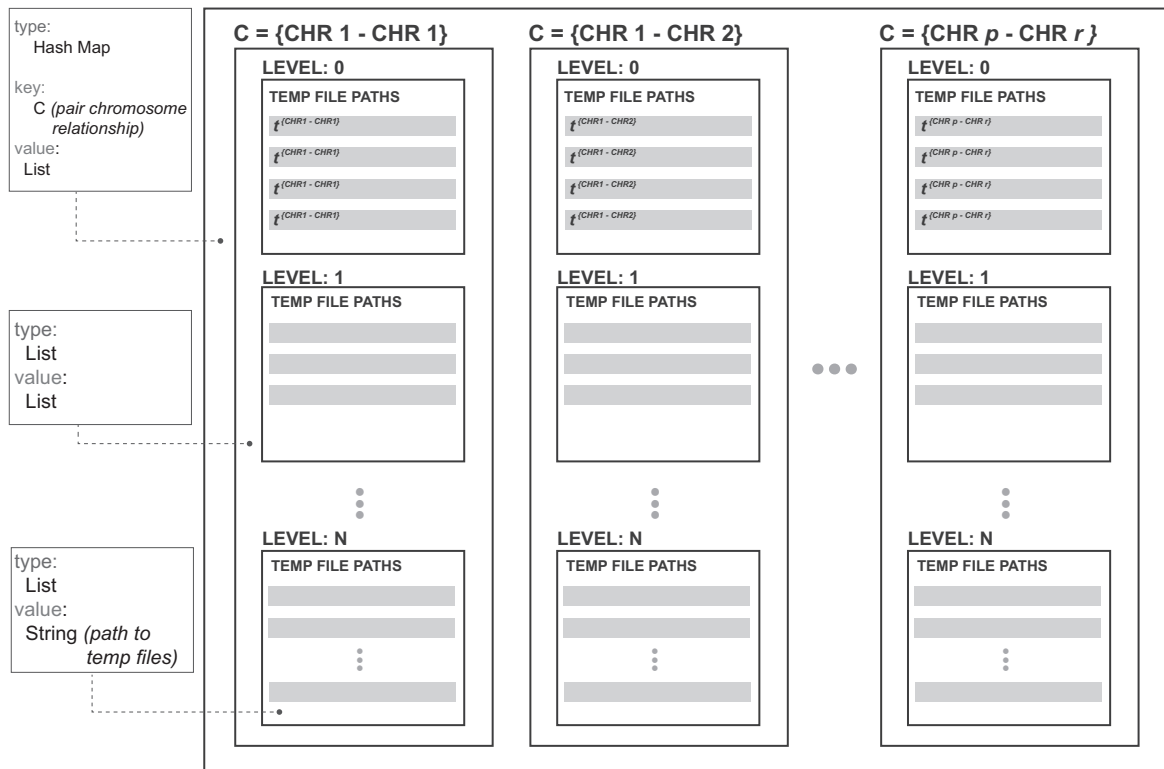 type:
Hash Map
key:
C (pair chromosome
relationship)
value:
List
type:
List
value:
List
type:
List
value:
String (path to
temp files)
C = {CHR 1 - CHR 1}
LEVEL: 0
TEMP FILE PATHS
t{CHR1 - CHR1}
t{CHR1 - CHR1}
t{CHR1 - CHR1}
t{CHR1 - CHR1}
LEVEL: 1
TEMP FILE PATHS
LEVEL: N
TEMP FILE PATHS
C = {CHR 1 - CHR 2}
LEVEL: 0
TEMP FILE PATHS
t{CHR1 - CHR2}
t{CHR1 - CHR2}
t{CHR1 - CHR2}
t{CHR1 - CHR2}
LEVEL: 1
TEMP FILE PATHS
LEVEL: N
TEMP FILE PATHS
C = {CHR p - CHR r }
LEVEL: 0
TEMP FILE PATHS
t{CHR p - CHR r}
t{CHR p - CHR r}
t{CHR p - CHR r}
t{CHR p - CHR r}
LEVEL: 1
TEMP FILE PATHS
LEVEL: N
TEMP FILE PATHS